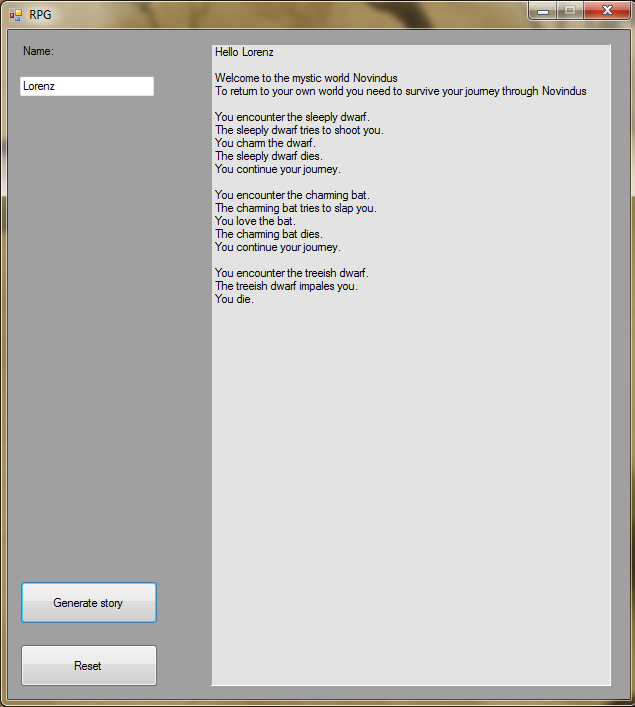 RPG
Name:
Lorenz
Hello Lorenz
Welcome to the mystic world Novindus
To return to your own world you need to survive your journey through Novindus
You encounter the sleeply dwarf.
The sleeply dwarf tries to shoot you.
You charm the dwarf.
The sleeply dwarf dies.
You continue your journey.
You encounter the charming bat.
The charming bat tries to slap you.
You love the bat.
The charming bat dies.
You continue your journey.
You encounter the treeish dwarf.
The treeish dwarf impales you.
You die.
Generate story
Reset